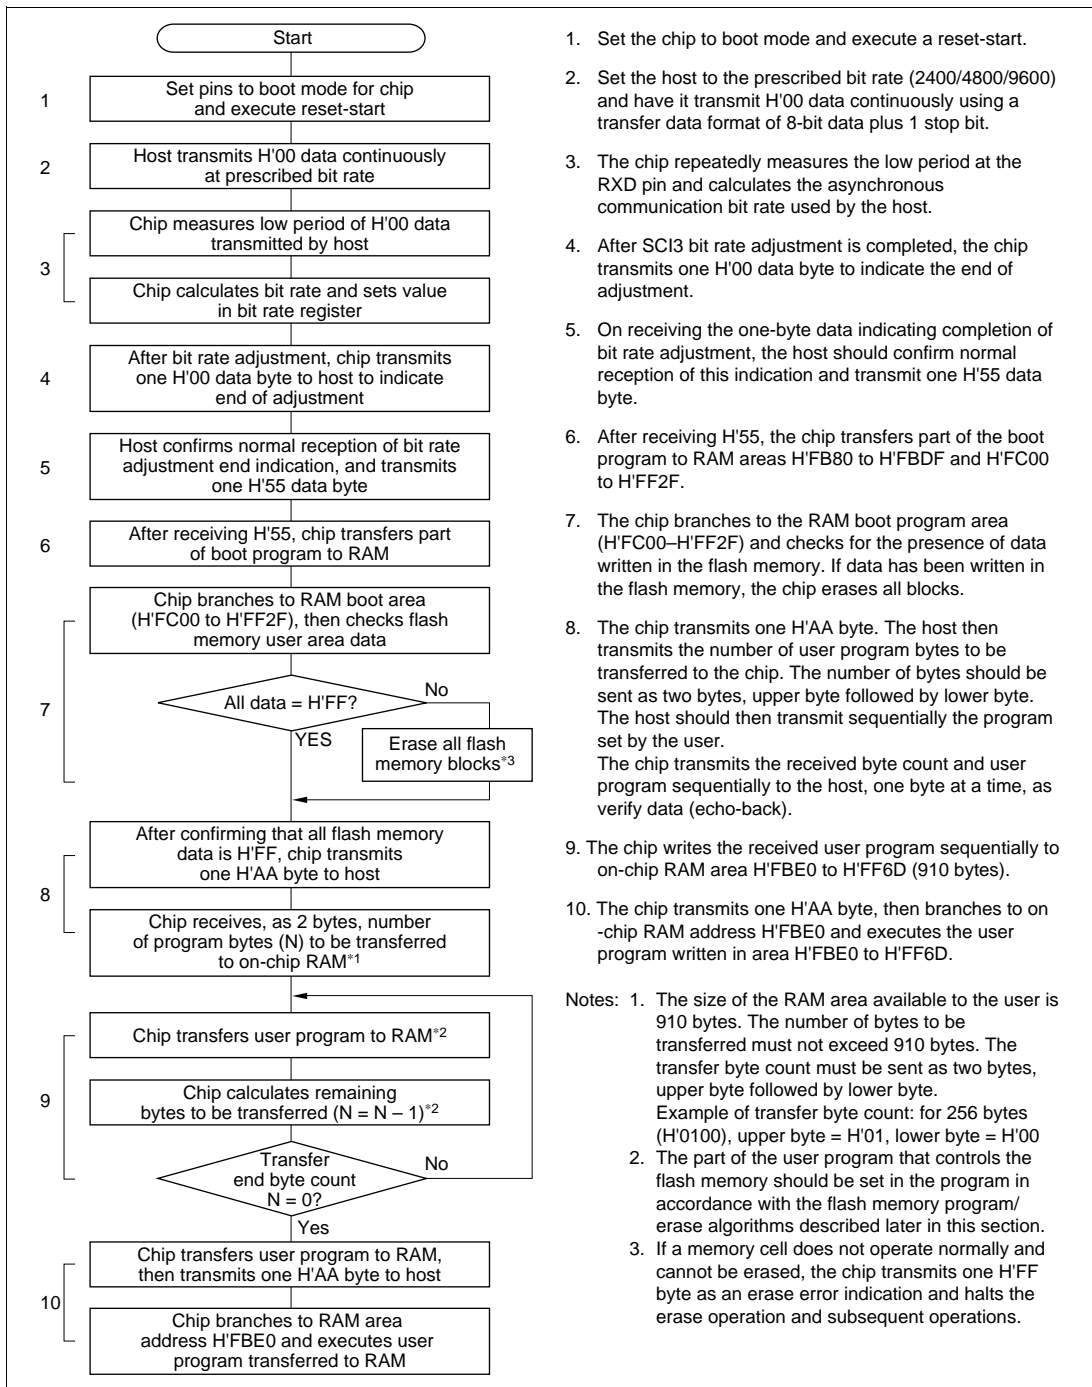 Start
1
Set pins to boot mode for chip
and execute reset-start
2
Host transmits H'00 data continuously
at prescribed bit rate
Chip measures low period of H'00 data
transmitted by host
3
Chip calculates bit rate and sets value
in bit rate register
4
After bit rate adjustment, chip transmits
one H'00 data byte to host to indicate
end of adjustment
5
Host confirms normal reception of bit rate
adjustment end indication, and transmits
one H'55 data byte
6
After receiving H'55, chip transfers part
of boot program to RAM
Chip branches to RAM boot area
(H'FC00 to H'FF2F), then checks flash
memory user area data
7
All data = H'FF?
No
YES
Erase all flash
memory blocks*3
After confirming that all flash memory
data is H'FF, chip transmits
one H'AA byte to host
8
Chip receives, as 2 bytes, number
of program bytes (N) to be transferred
to on-chip RAM*1
Chip transfers user program to RAM*2
9
Chip calculates remaining
bytes to be transferred (N = N – 1)*2
Transfer
end byte count
N = 0?
No
Yes
Chip transfers user program to RAM,
then transmits one H'AA byte to host
10
Chip branches to RAM area
address H'FBE0 and executes user
program transferred to RAM
1. Set the chip to boot mode and execute a reset-start.
2. Set the host to the prescribed bit rate (2400/4800/9600)
and have it transmit H'00 data continuously using a
transfer data format of 8-bit data plus 1 stop bit.
3. The chip repeatedly measures the low period at the
RXD pin and calculates the asynchronous
communication bit rate used by the host.
4. After SCI3 bit rate adjustment is completed, the chip
transmits one H'00 data byte to indicate the end of
adjustment.
5. On receiving the one-byte data indicating completion of
bit rate adjustment, the host should confirm normal
reception of this indication and transmit one H'55 data
byte.
6. After receiving H'55, the chip transfers part of the boot
program to RAM areas H'FB80 to H'FBDF and H'FC00
to H'FF2F.
7. The chip branches to the RAM boot program area
(H'FC00–H'FF2F) and checks for the presence of data
written in the flash memory. If data has been written in
the flash memory, the chip erases all blocks.
8. The chip transmits one H'AA byte. The host then
transmits the number of user program bytes to be
transferred to the chip. The number of bytes should be
sent as two bytes, upper byte followed by lower byte.
The host should then transmit sequentially the program
set by the user.
The chip transmits the received byte count and user
program sequentially to the host, one byte at a time, as
verify data (echo-back).
9. The chip writes the received user program sequentially to
on-chip RAM area H'FBE0 to H'FF6D (910 bytes).
10. The chip transmits one H'AA byte, then branches to on
-chip RAM address H'FBE0 and executes the user
program written in area H'FBE0 to H'FF6D.
Notes: 1. The size of the RAM area available to the user is
910 bytes. The number of bytes to be
transferred must not exceed 910 bytes. The
transfer byte count must be sent as two bytes,
upper byte followed by lower byte.
Example of transfer byte count: for 256 bytes
(H'0100), upper byte = H'01, lower byte = H'00
2. The part of the user program that controls the
flash memory should be set in the program in
accordance with the flash memory program/
erase algorithms described later in this section.
3. If a memory cell does not operate normally and
cannot be erased, the chip transmits one H'FF
byte as an erase error indication and halts the
erase operation and subsequent operations.